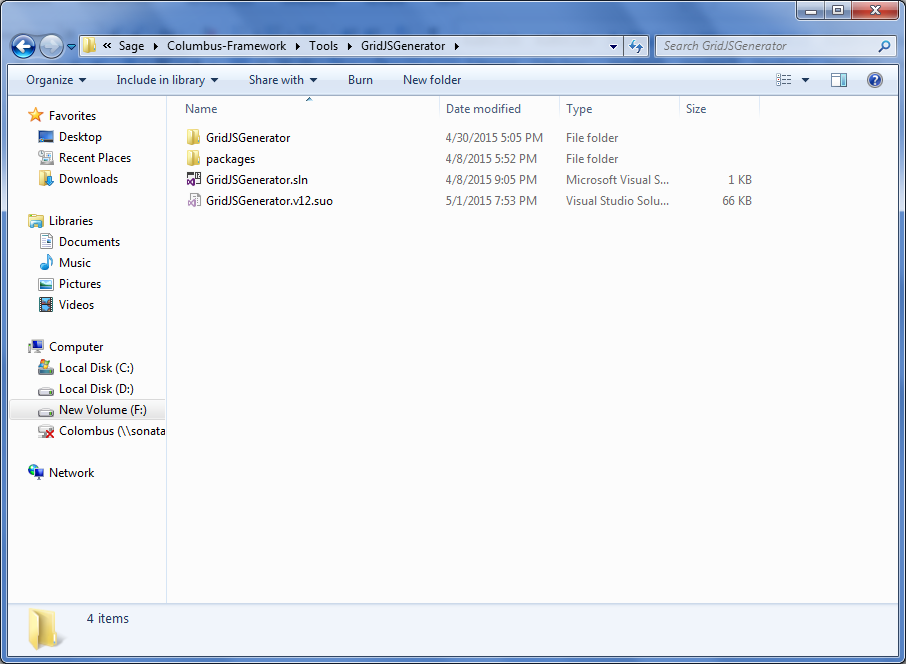 « Sage Columbus-Framework Tools GridJSGenerator Search GridJSGenerator
Organize Include in library Share with Burn New folder
Name Date modified Type Size
Favorites
Desktop
Recent Places
Downloads
Libraries
Documents
Music
Pictures
Videos
Computer
Local Disk (C:)
Local Disk (D:)
New Volume (F:)
Colombus (\\sonata
Network
GridJSGenerator 4/30/2015 5:05 PM File folder
packages 4/8/2015 5:52 PM File folder
GridJSGenerator.sln 4/8/2015 9:05 PM Microsoft Visual S... 1 KB
GridJSGenerator.v12.suo 5/1/2015 7:53 PM Visual Studio Solu... 66 KB
4 items